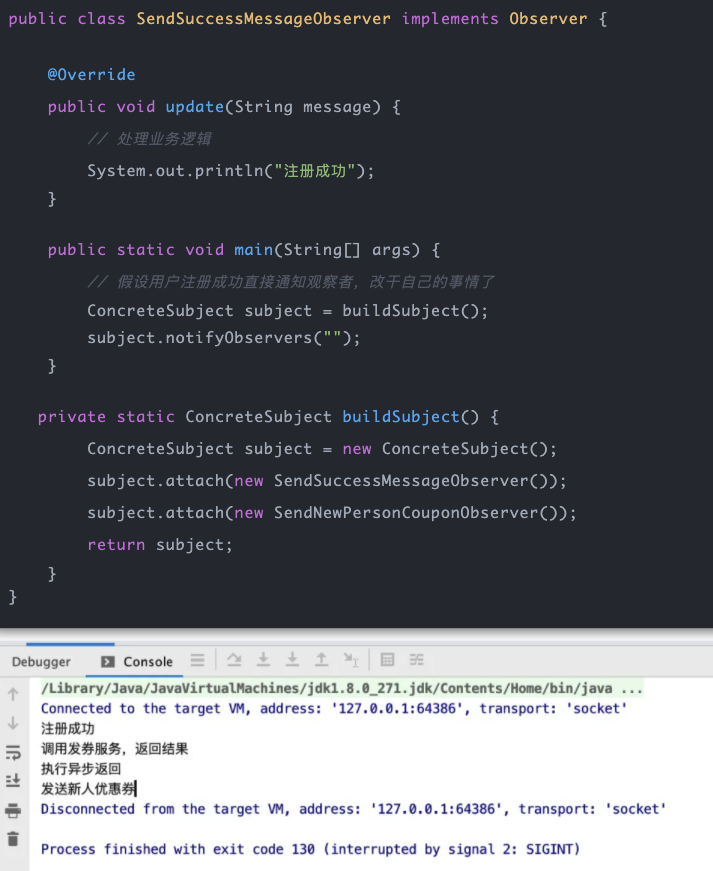 public class SendSuccessMessageObserver implements Observer {
@Override
public void update(String message) {
// 处理业务逻辑
System.out.println("注册成功");
}
public static void main(String[] args) {
// 假设用户注册成功直接通知观察者，改干自己的事情了
ConcreteSubject subject = buildSubject();
subject.notifyObservers("");
}
private static ConcreteSubject buildSubject() {
ConcreteSubject subject = new ConcreteSubject();
subject.attach(new SendSuccessMessageObserver());
subject.attach(new SendNewPersonCouponObserver());
return subject;
}
}
Debugger Console
/Library/Java/JavaVirtualMachines/jdk1.8.0_271.jdk/Contents/Home/bin/java ...
Connected to the target VM, address: '127.0.0.1:64386', transport: 'socket'
注册成功
调用发券服务，返回结果
执行异步返回
发送新人优惠券
Disconnected from the target VM, address: '127.0.0.1:64386', transport: 'socket'
Process finished with exit code 130 (interrupted by signal 2: SIGINT)